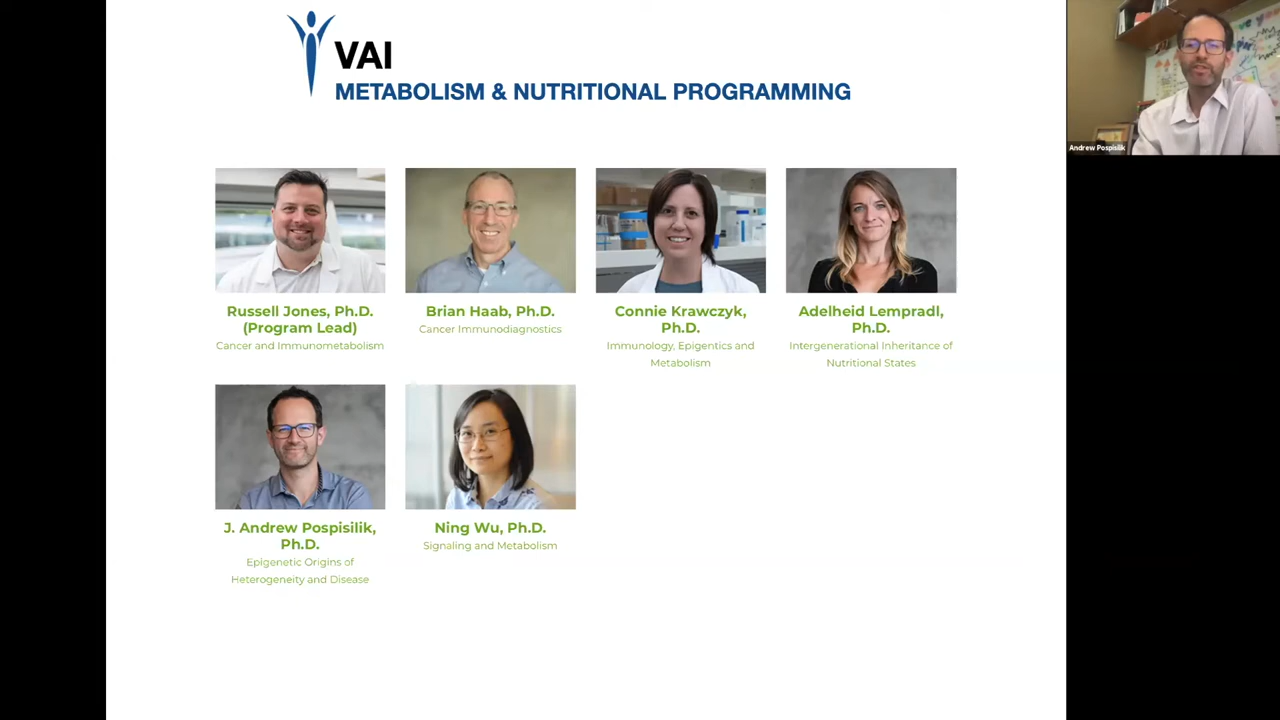 VAI
METABOLISM & NUTRITIONAL PROGRAMMING
Andrew Pospisilik
Russell Jones, Ph.D.
(Program Lead)
Cancer and Immunometabolism
Brian Haab, Ph.D.
Cancer Immunodiagnostics
Connie Krawczyk,
Ph.D.
Immunology, Epigentics and
Metabolism
Adelheid Lempradl,
Ph.D.
Intergenerational Inheritance of
Nutritional States
J. Andrew Pospisilik,
Ph.D.
Epigenetic Origins of
Heterogeneity and Disease
Ning Wu, Ph.D.
Signaling and Metabolism